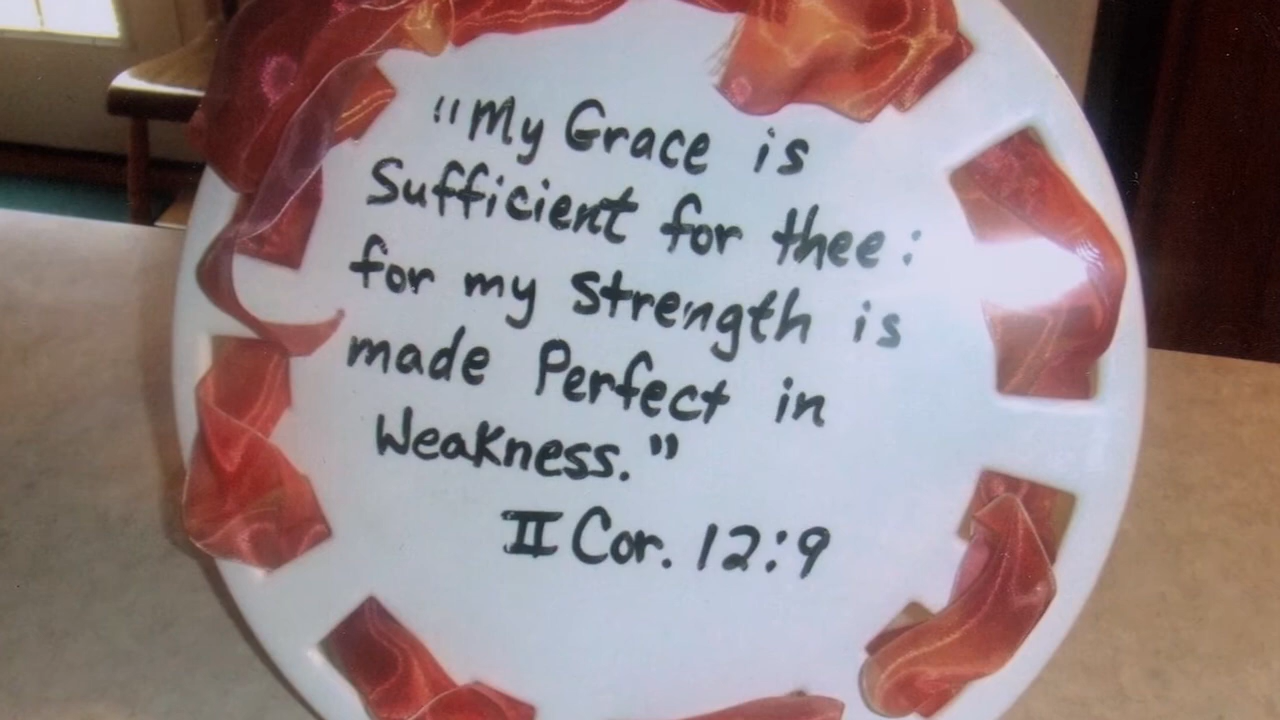 "My Grace is
Sufficient for thee:
for my strength is
made Perfect in
Weakness."
II Cor. 12:9